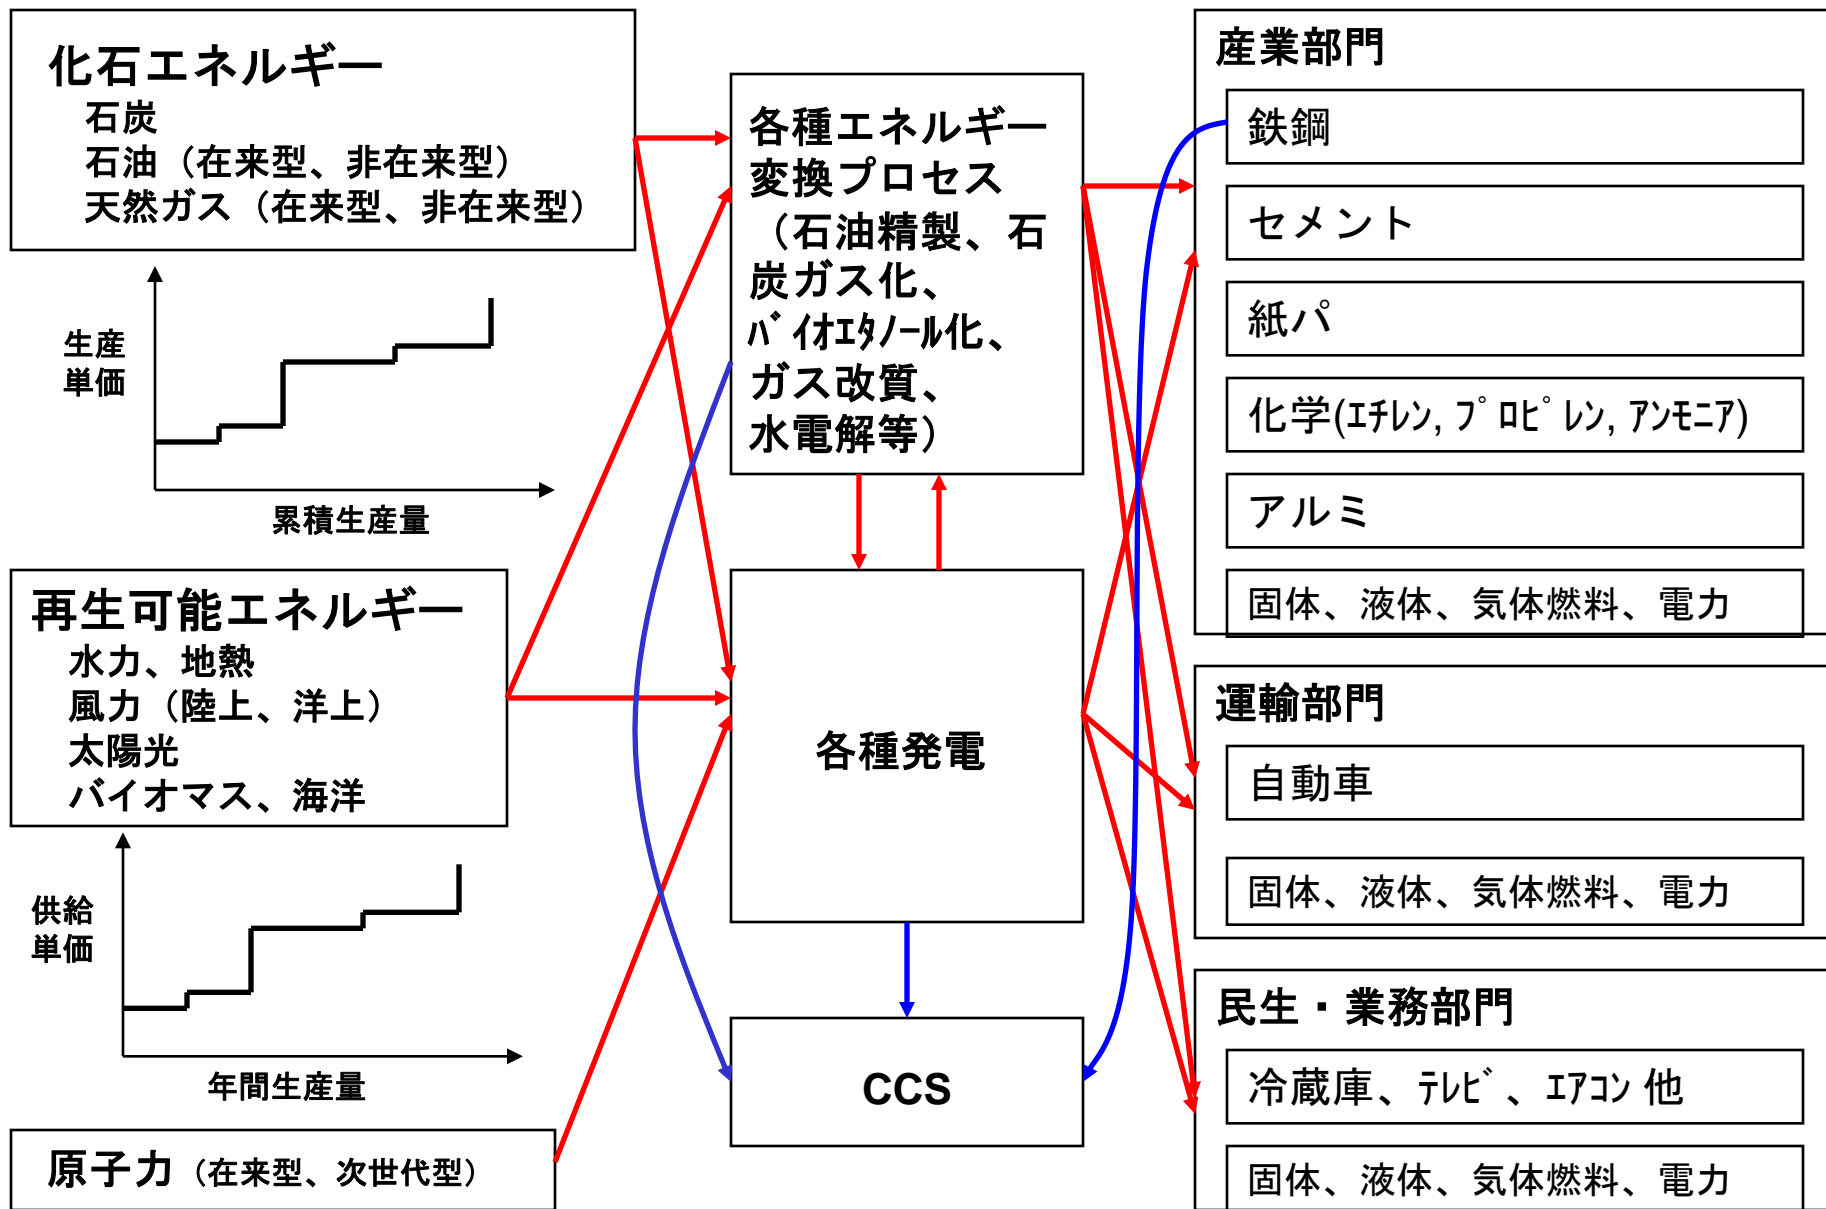 化石エネルギー
石炭
石油（在来型、非在来型）
天然ガス（在来型、非在来型）
生産
単価
累積生産量
再生可能エネルギー
水力、地熱
風力（陸上、洋上）
太陽光
バイオマス、海洋
供給
単価
年間生産量
原子力（在来型、次世代型）
各種エネルギー
変換プロセス
（石油精製、石
炭ガス化、
ﾊﾞｲｵｴﾀﾉｰﾙ化、
ガス改質、
水電解等）
各種発電
CCS
産業部門
鉄鋼
セメント
紙パ
化学(ｴﾁﾚﾝ, ﾌﾟﾛﾋﾟﾚﾝ, ｱﾝﾓﾆｱ)
アルミ
固体、液体、気体燃料、電力
運輸部門
自動車
固体、液体、気体燃料、電力
民生・業務部門
冷蔵庫、ﾃﾚﾋﾞ、ｴｱｺﾝ他
固体、液体、気体燃料、電力